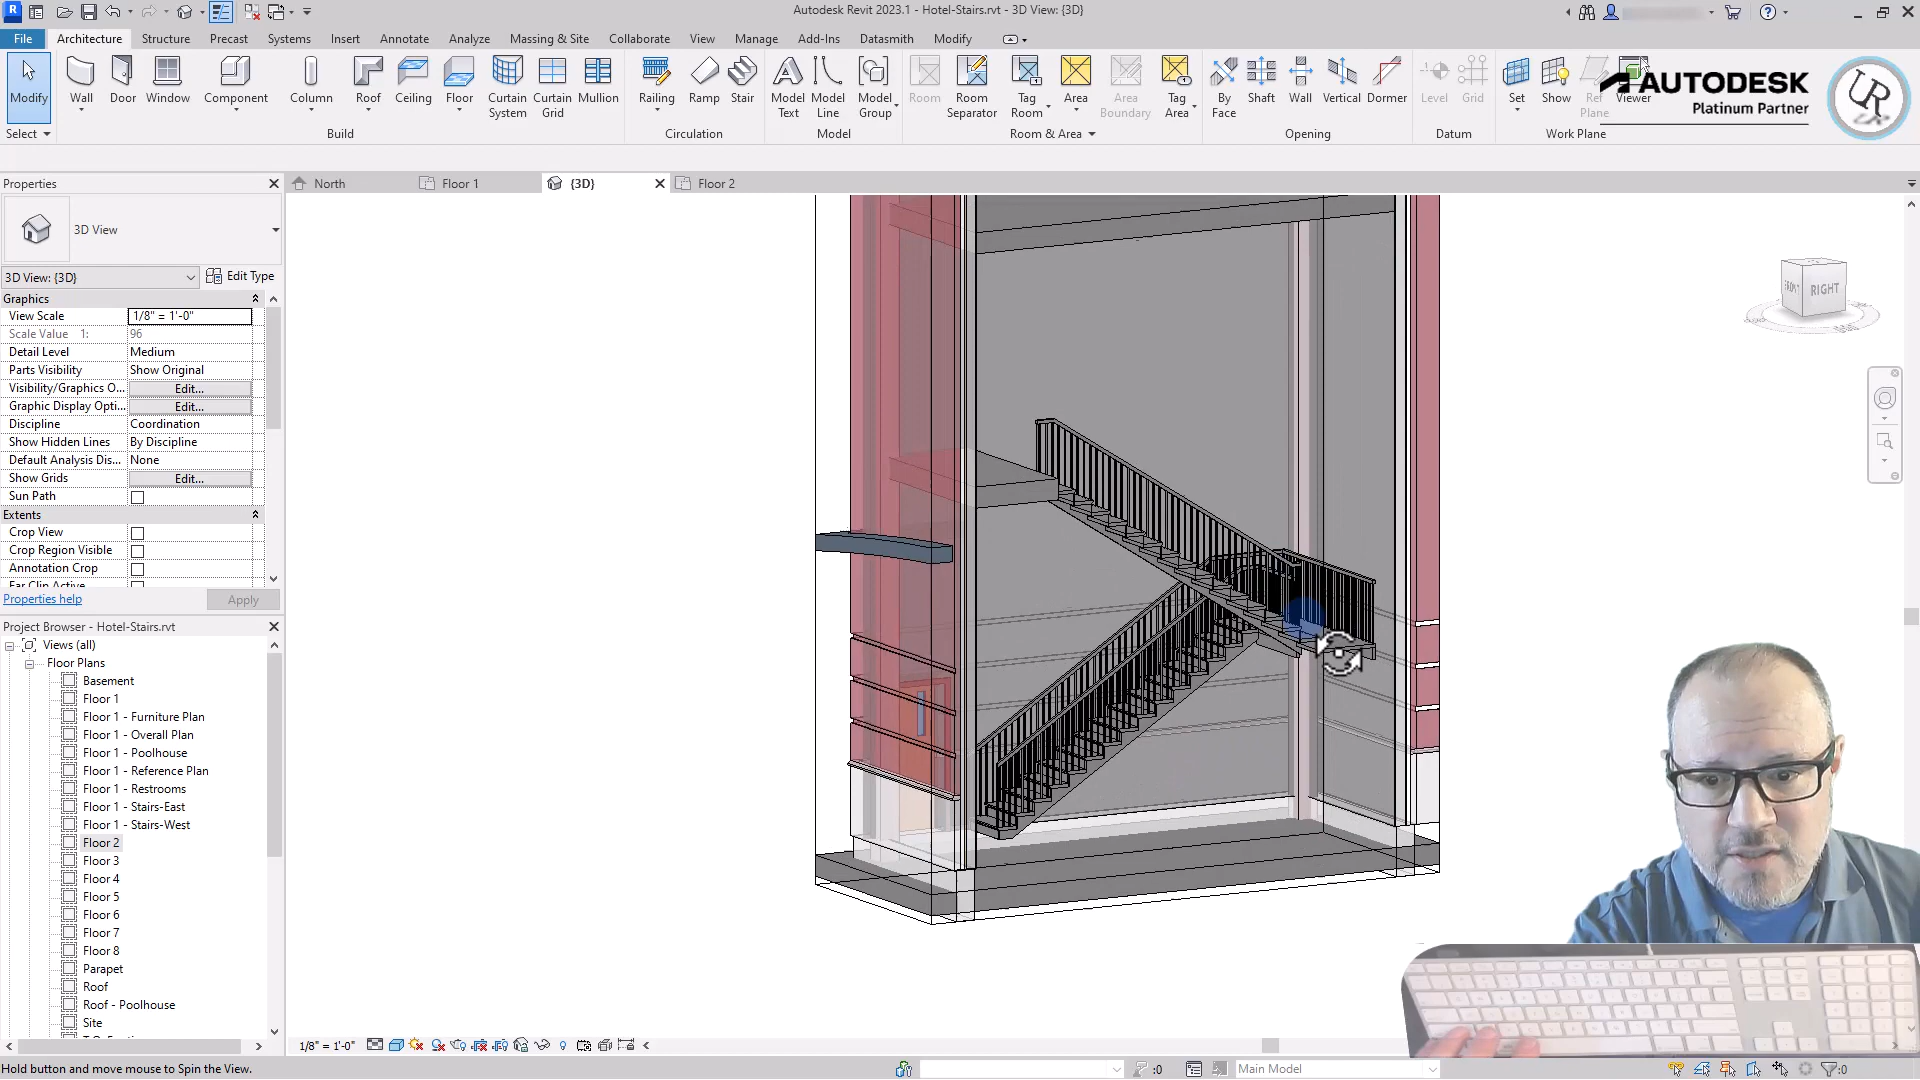 Autodesk Revit 2023.1 - Hotel-Stairs.rvt - 3D View: {3D}
File Architecture Structure Precast Systems Insert Annotate Analyze Massing & Site Collaborate View Manage Add-Ins Datasmith Modify
Modify Wall Door Window Component Column Roof Ceiling Floor Curtain System Curtain Grid Mullion Railing Ramp Stair Model Text Model Line Model Group Room Room Separator Tag Room Area Area Boundary Tag Area By Face Shaft Wall Vertical Dormer Level Grid Set Show Ref Plane Viewer
AUTODESK
Platinum Partner
UR
Select Build Circulation Model Room & Area Opening Datum Work Plane
Properties
North Floor 1 {3D} Floor 2
3D View
3D View: {3D} Edit Type
Graphics
View Scale 1/8" = 1'-0"
Scale Value 1: 96
Detail Level Medium
Parts Visibility Show Original
Visibility/Graphics O... Edit...
Graphic Display Opti... Edit...
Discipline Coordination
Show Hidden Lines By Discipline
Default Analysis Dis... None
Show Grids Edit...
Sun Path
Extents
Crop View
Crop Region Visible
Annotation Crop
Far Clip Active
Properties help Apply
FRONT RIGHT
Project Browser - Hotel-Stairs.rvt
Views (all)
Floor Plans
Basement
Floor 1
Floor 1 - Furniture Plan
Floor 1 - Overall Plan
Floor 1 - Poolhouse
Floor 1 - Reference Plan
Floor 1 - Restrooms
Floor 1 - Stairs-East
Floor 1 - Stairs-West
Floor 2
Floor 3
Floor 4
Floor 5
Floor 6
Floor 7
Floor 8
Parapet
Roof
Roof - Poolhouse
Site
1/8" = 1'-0"
Hold button and move mouse to Spin the View.
:0 Main Model :0